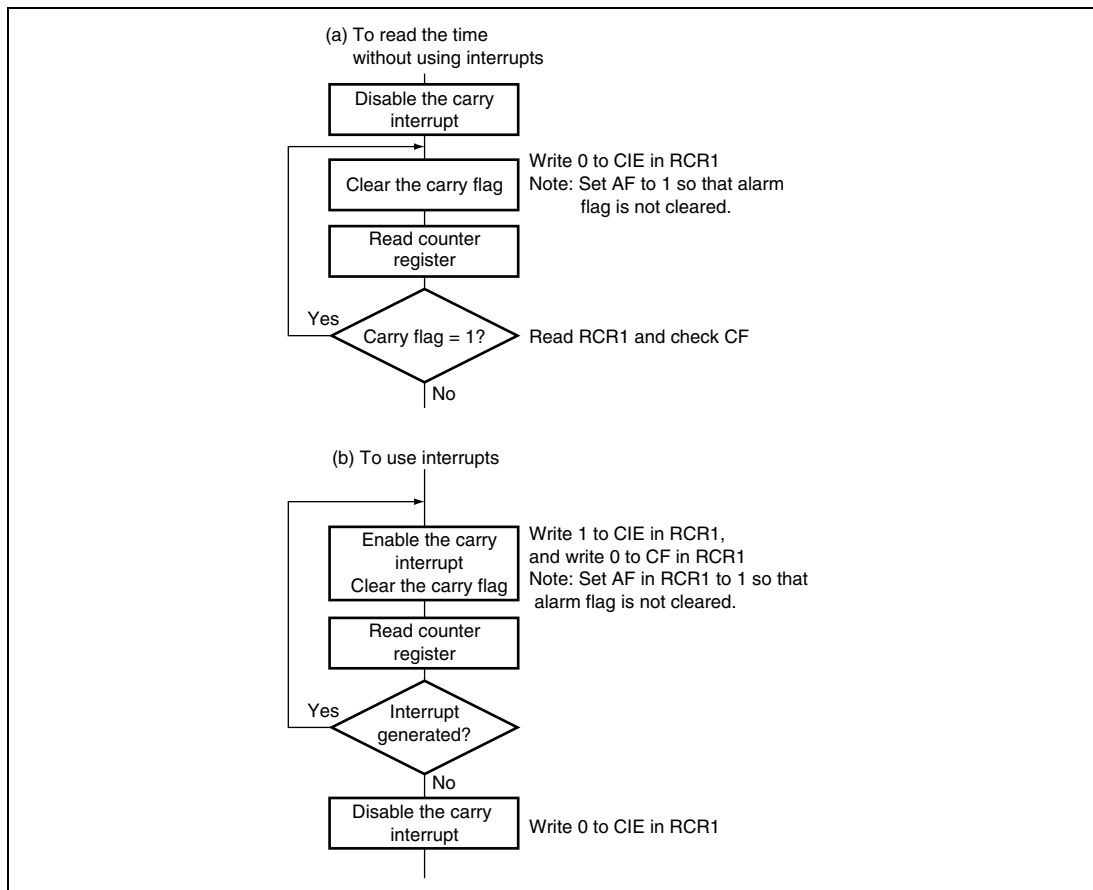 (a) To read the time
without using interrupts
Disable the carry
interrupt
Clear the carry flag
Write 0 to CIE in RCR1
Note: Set AF to 1 so that alarm
flag is not cleared.
Read counter
register
Yes
Carry flag = 1?
Read RCR1 and check CF
No
(b) To use interrupts
Enable the carry
interrupt
Clear the carry flag
Write 1 to CIE in RCR1,
and write 0 to CF in RCR1
Note: Set AF in RCR1 to 1 so that
alarm flag is not cleared.
Read counter
register
Yes
Interrupt
generated?
No
Disable the carry
interrupt
Write 0 to CIE in RCR1